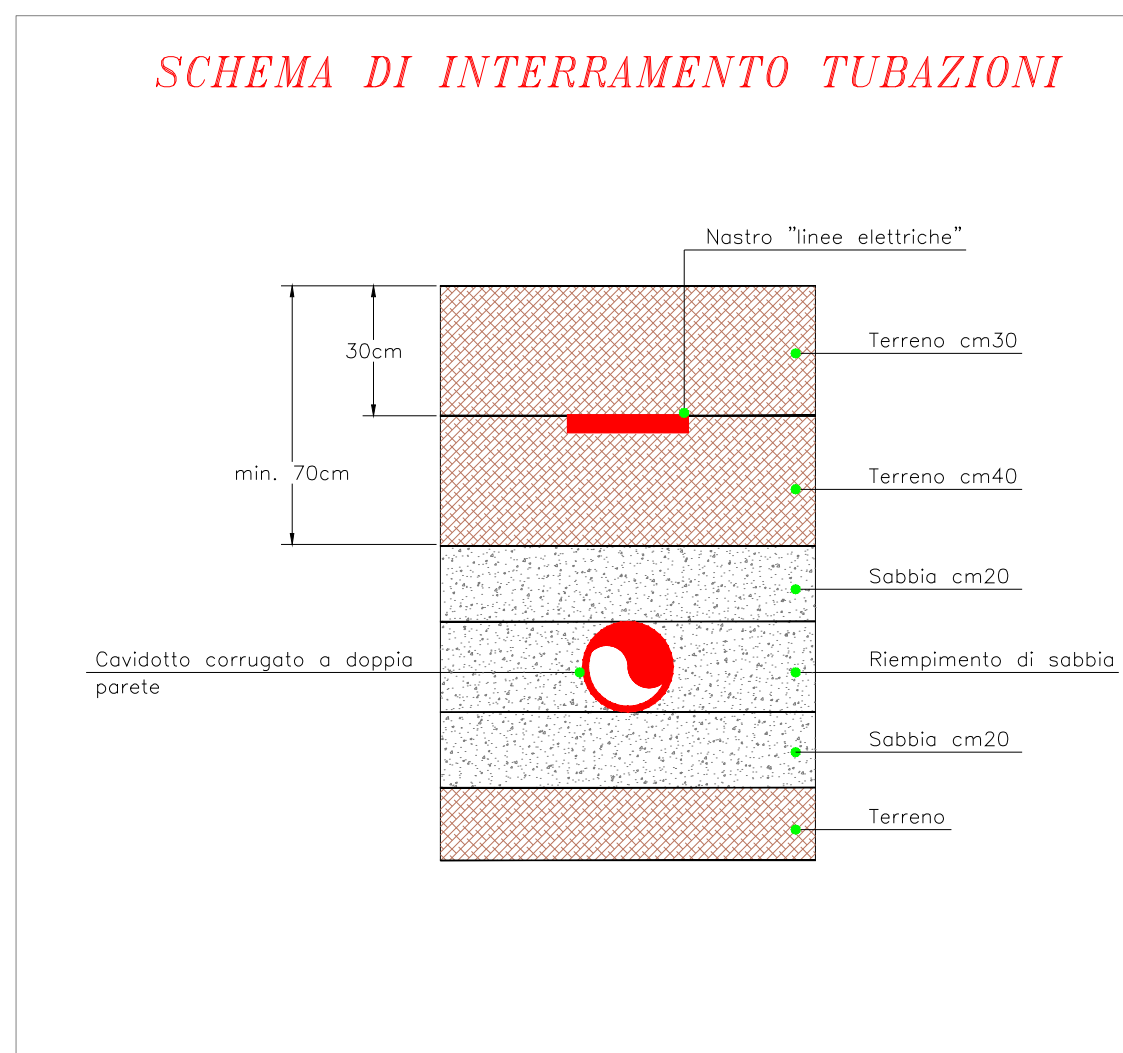 SCHEMA DI INTERRAMENTO TUBAZIONI
Nastro "linee elettriche"
Terreno cm30
30cm
min. 70cm
Terreno cm40
Sabbia cm20
Cavidotto corrugato a doppia
parete
Riempimento di sabbia
Sabbia cm20
Terreno